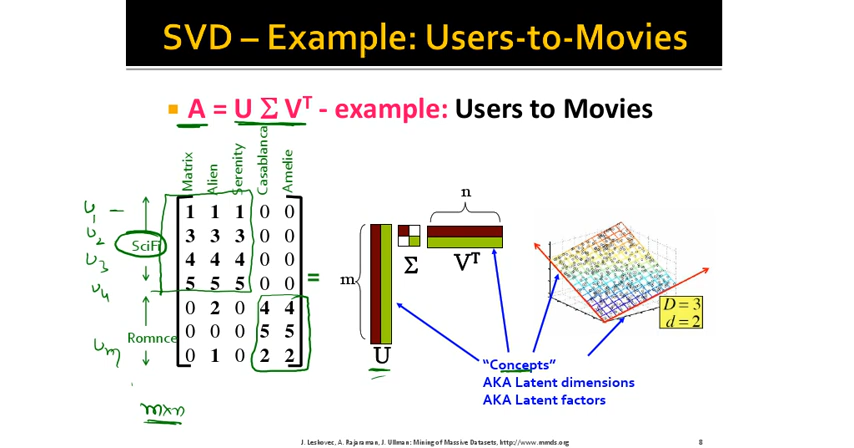 SVD – Example: Users-to-Movies
A = U Σ Vᵀ - example: Users to Movies
Matrix
Alien
Serenity
Casablanca
Amelie
1 1 1 0 0
3 3 3 0 0
4 4 4 0 0
5 5 5 0 0
0 2 0 4 4
0 0 0 5 5
0 1 0 2 2
SciFi
Romnce
U1
U2
U3
U4
Um
m×n
=
m
U
Σ
n
Vᵀ
D = 3
d = 2
“Concepts”
AKA Latent dimensions
AKA Latent factors
J. Leskovec, A. Rajaraman, J. Ullman: Mining of Massive Datasets, http://www.mmds.org
8